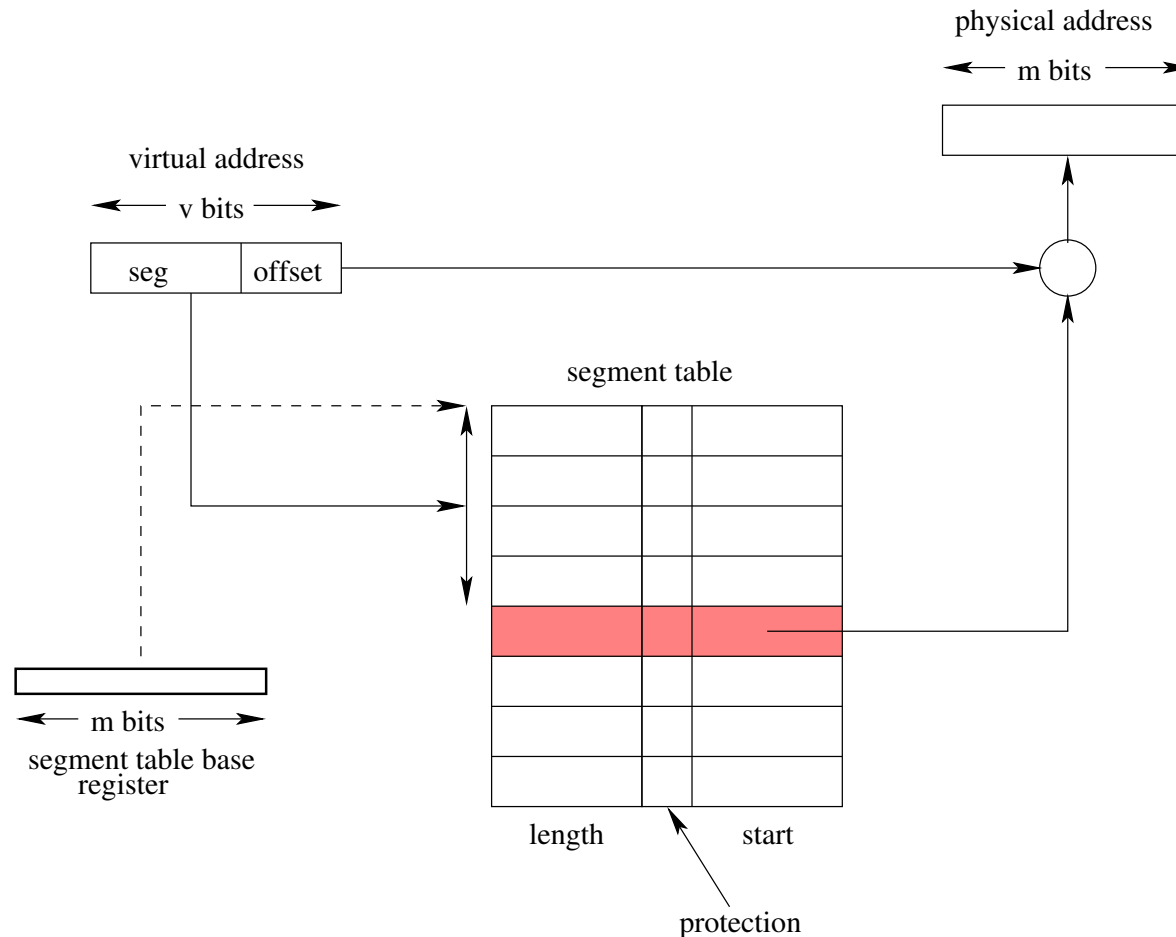 physical address
m bits
virtual address
v bits
seg offset
segment table
m bits
segment table base
register
length start
protection